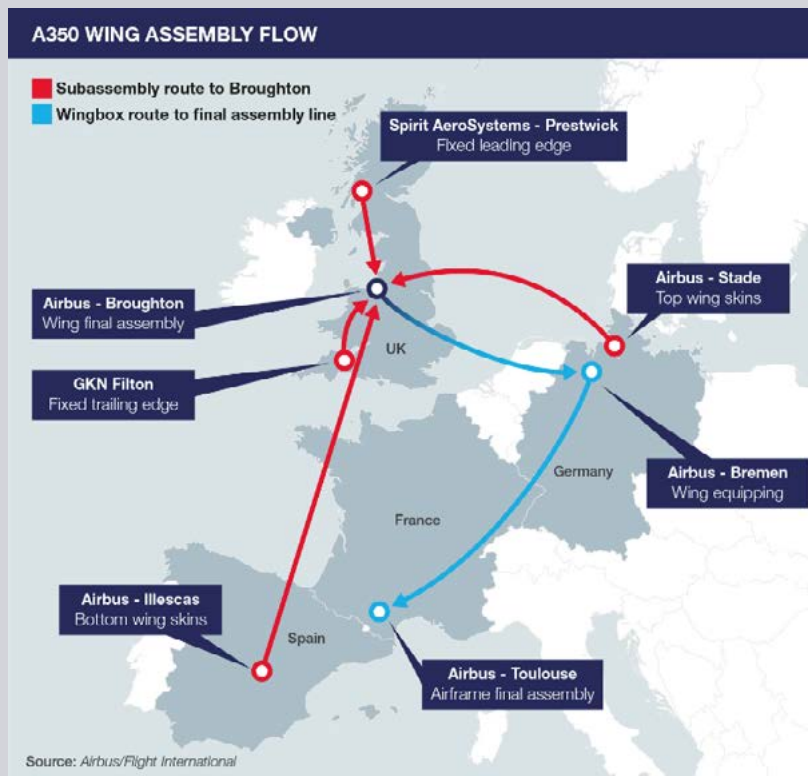 A350 WING ASSEMBLY FLOW
Subassembly route to Broughton
Wingbox route to final assembly line
Spirit AeroSystems - Prestwick
Fixed leading edge
Airbus - Stade
Top wing skins
Airbus - Broughton
Wing final assembly
UK
GKN Filton
Fixed trailing edge
Airbus - Bremen
Wing equipping
Germany
France
Airbus - Illescas
Bottom wing skins
Spain
Airbus - Toulouse
Airframe final assembly
Source: Airbus/Flight International